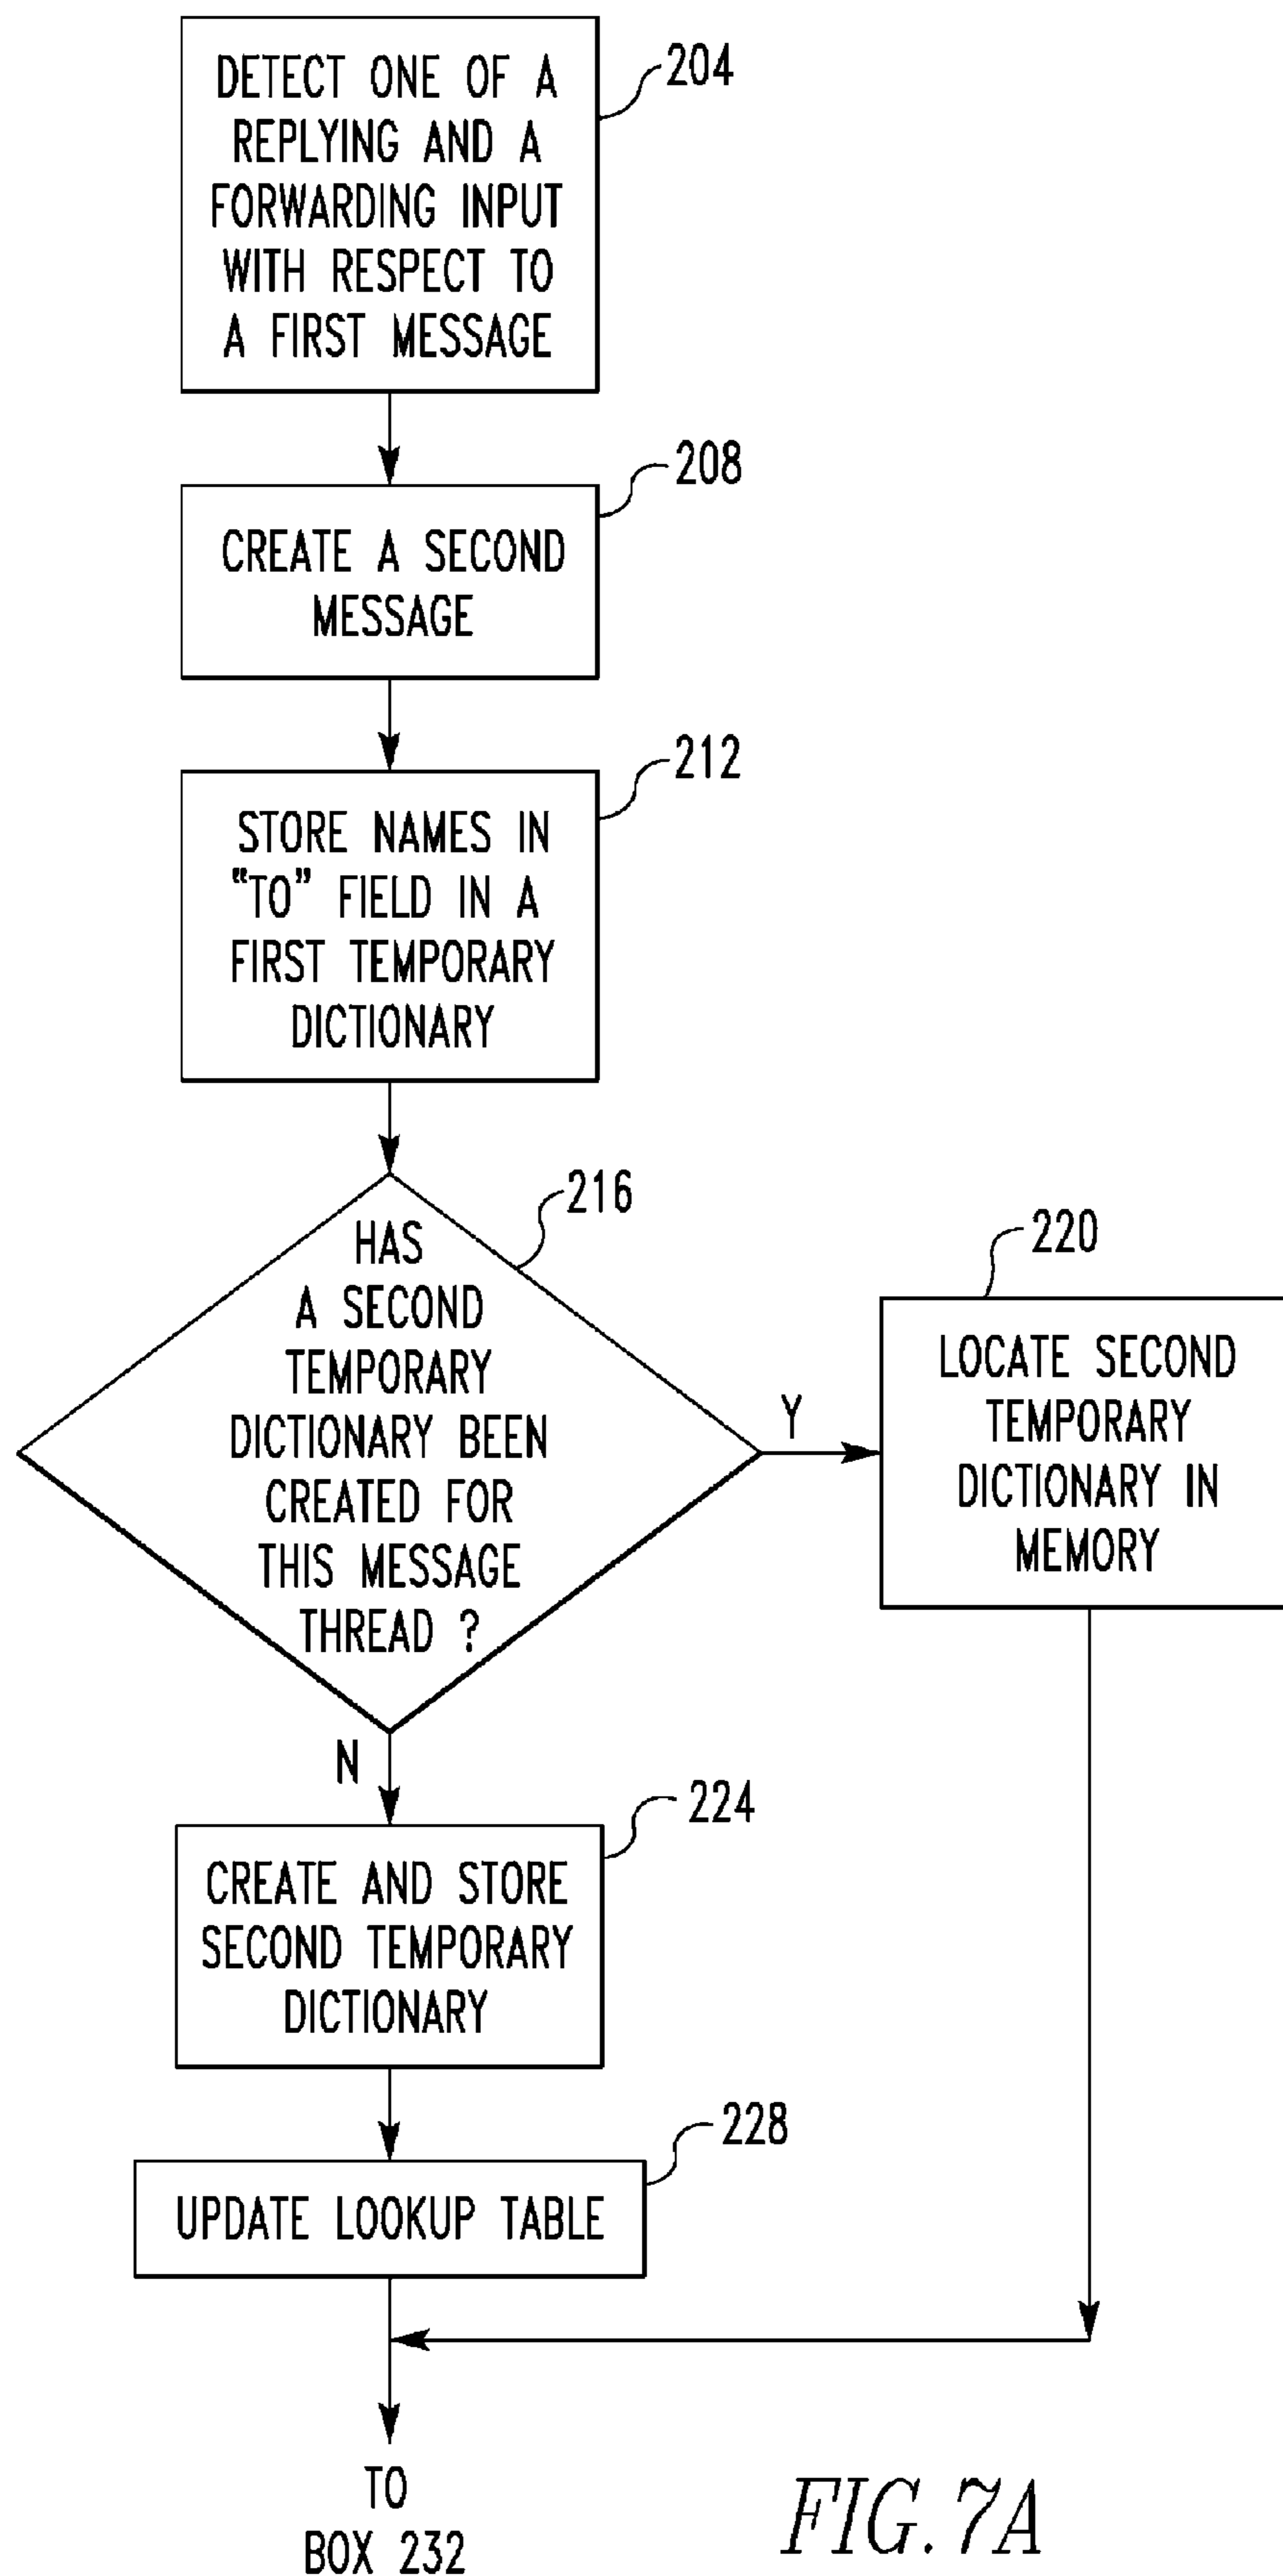 DETECT ONE OF A
REPLYING AND A
FORWARDING INPUT
WITH RESPECT TO
A FIRST MESSAGE
204
CREATE A SECOND
MESSAGE
208
STORE NAMES IN
“TO” FIELD IN A
FIRST TEMPORARY
DICTIONARY
212
HAS
A SECOND
TEMPORARY
DICTIONARY BEEN
CREATED FOR
THIS MESSAGE
THREAD ?
216
Y
220
LOCATE SECOND
TEMPORARY
DICTIONARY IN
MEMORY
N
224
CREATE AND STORE
SECOND TEMPORARY
DICTIONARY
228
UPDATE LOOKUP TABLE
TO
BOX 232
FIG. 7A